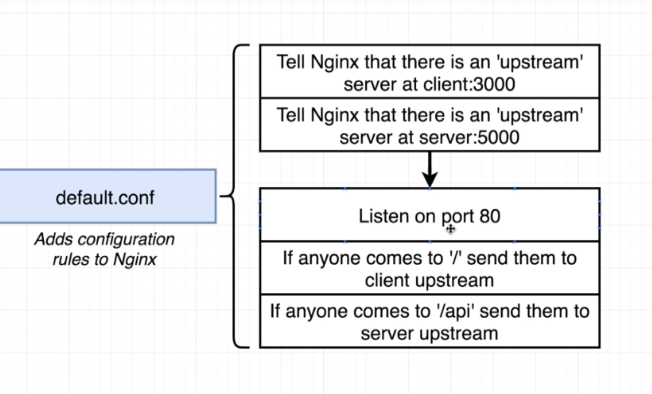 Tell Nginx that there is an 'upstream'
server at client:3000
Tell Nginx that there is an 'upstream'
server at server:5000
default.conf
Adds configuration
rules to Nginx
Listen on port 80
If anyone comes to '/' send them to
client upstream
If anyone comes to '/api' send them to
server upstream